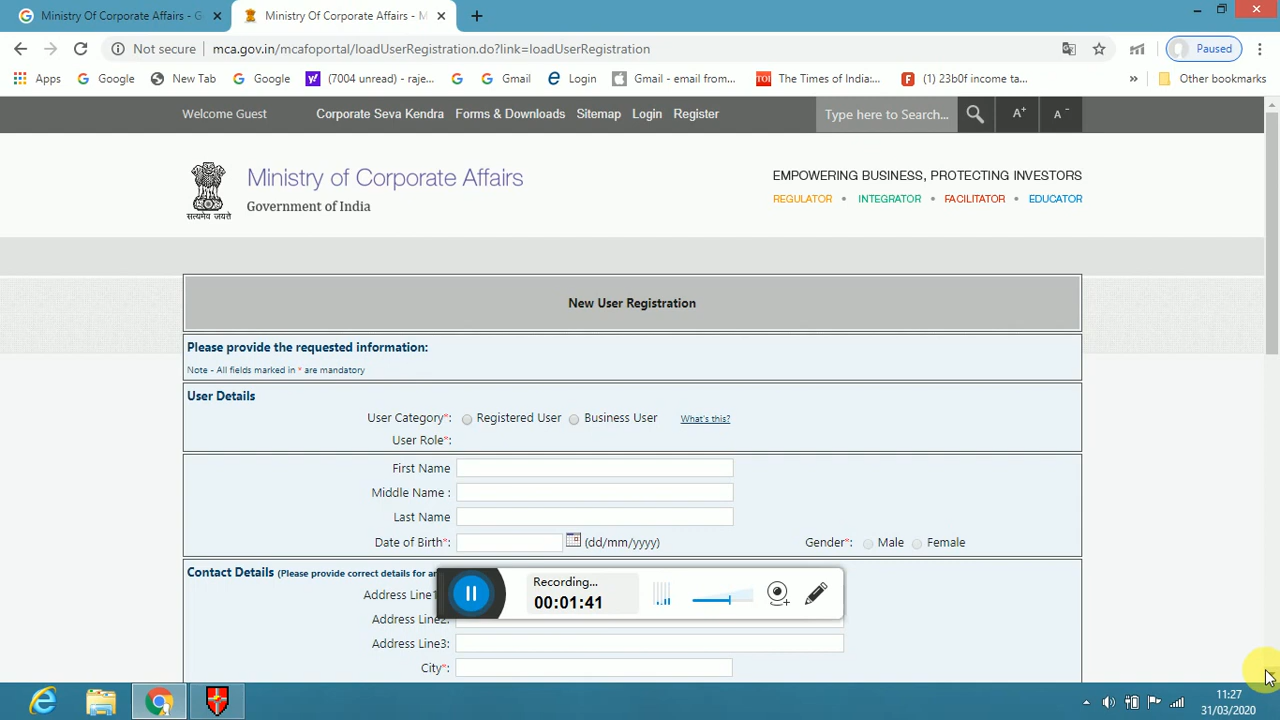 Ministry Of Corporate Affairs - G
Ministry Of Corporate Affairs - M
Not secure mca.gov.in/mcafoportal/loadUserRegistration.do?link=loadUserRegistration
Paused
Apps Google New Tab Google (7004 unread) - raje... Gmail Login Gmail - email from... TOI The Times of India:... (1) 23b0f income ta... » Other bookmarks
Welcome Guest Corporate Seva Kendra Forms & Downloads Sitemap Login Register Type here to Search... A+ A-
Ministry of Corporate Affairs
Government of India
सत्यमेव जयते
EMPOWERING BUSINESS, PROTECTING INVESTORS
REGULATOR • INTEGRATOR • FACILITATOR • EDUCATOR
New User Registration
Please provide the requested information:
Note - All fields marked in * are mandatory
User Details
User Category*: Registered User Business User What's this?
User Role*:
First Name
Middle Name :
Last Name
Date of Birth*: (dd/mm/yyyy) Gender*: Male Female
Contact Details (Please provide correct details for
Address Line1
Address Line2:
Address Line3:
City*:
Recording...
00:01:41
11:27
31/03/2020